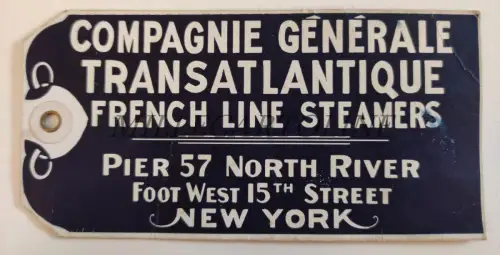 COMPAGNIE GÉNÉRALE
TRANSATLANTIQUE
FRENCH LINE STEAMERS
PIER 57 NORTH RIVER
FOOT WEST 15TH STREET
NEW YORK